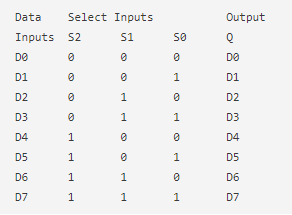 Data Select Inputs Output
Inputs S2 S1 S0 Q
D0 0 0 0 D0
D1 0 0 1 D1
D2 0 1 0 D2
D3 0 1 1 D3
D4 1 0 0 D4
D5 1 0 1 D5
D6 1 1 0 D6
D7 1 1 1 D7